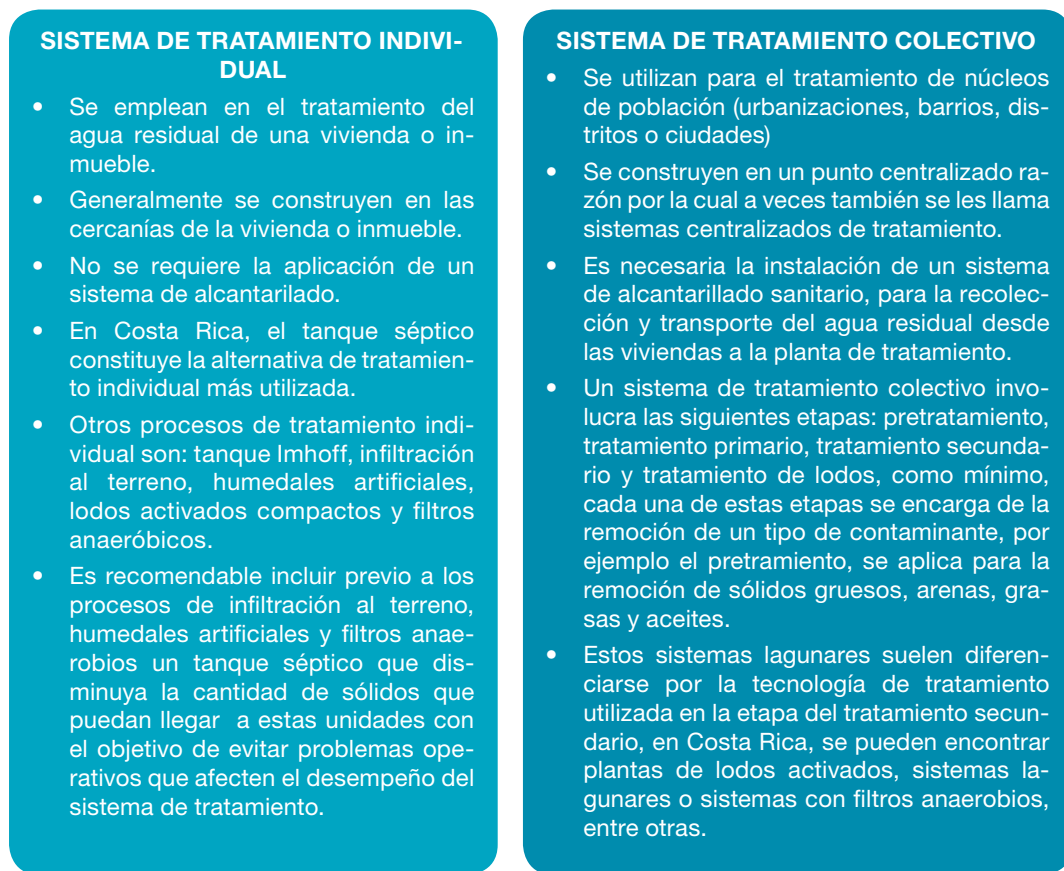 SISTEMA DE TRATAMIENTO INDIVI-
DUAL
• Se emplean en el tratamiento del
agua residual de una vivienda o in-
mueble.
• Generalmente se construyen en las
cercanías de la vivienda o inmueble.
• No se requiere la aplicación de un
sistema de alcantarilado.
• En Costa Rica, el tanque séptico
constituye la alternativa de tratamien-
to individual más utilizada.
• Otros procesos de tratamiento indi-
vidual son: tanque Imhoff, infiltración
al terreno, humedales artificiales,
lodos activados compactos y filtros
anaeróbicos.
• Es recomendable incluir previo a los
procesos de infiltración al terreno,
humedales artificiales y filtros anae-
robios un tanque séptico que dis-
minuya la cantidad de sólidos que
puedan llegar a estas unidades con
el objetivo de evitar problemas ope-
rativos que afecten el desempeño del
sistema de tratamiento.
SISTEMA DE TRATAMIENTO COLECTIVO
• Se utilizan para el tratamiento de núcleos
de población (urbanizaciones, barrios, dis-
tritos o ciudades)
• Se construyen en un punto centralizado ra-
zón por la cual a veces también se les llama
sistemas centralizados de tratamiento.
• Es necesaria la instalación de un sistema
de alcantarillado sanitario, para la recolec-
ción y transporte del agua residual desde
las viviendas a la planta de tratamiento.
• Un sistema de tratamiento colectivo invo-
lucra las siguientes etapas: pretratamiento,
tratamiento primario, tratamiento secunda-
rio y tratamiento de lodos, como mínimo,
cada una de estas etapas se encarga de la
remoción de un tipo de contaminante, por
ejemplo el pretramiento, se aplica para la
remoción de sólidos gruesos, arenas, gra-
sas y aceites.
• Estos sistemas lagunares suelen diferen-
ciarse por la tecnología de tratamiento
utilizada en la etapa del tratamiento secun-
dario, en Costa Rica, se pueden encontrar
plantas de lodos activados, sistemas la-
gunares o sistemas con filtros anaerobios,
entre otras.